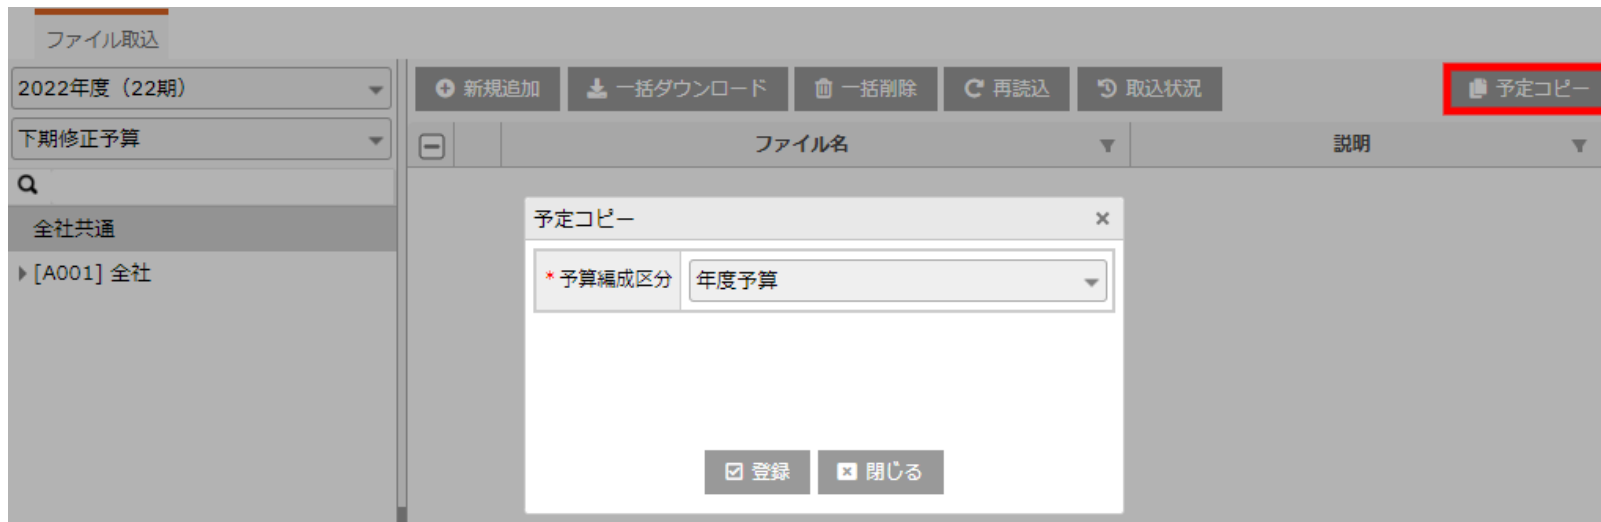 ファイル取込
2022年度（22期）
新規追加 一括ダウンロード 一括削除 再読込 取込状況 予定コピー
下期修正予算
ファイル名 説明
全社共通
[A001] 全社
予定コピー
*予算編成区分 年度予算
登録 閉じる